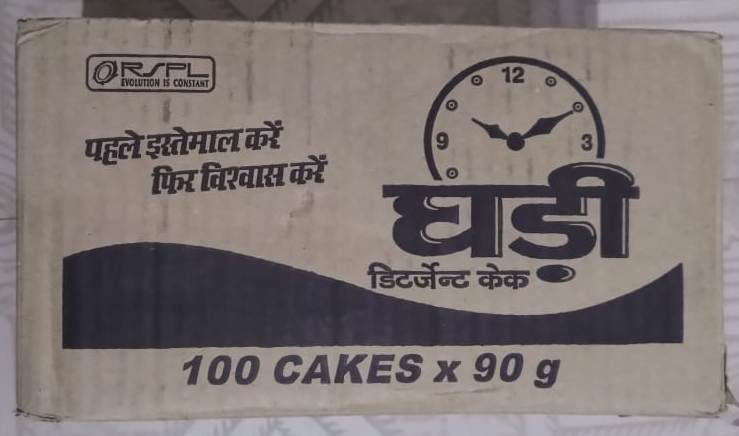 RSPL
EVOLUTION IS CONSTANT
पहले इस्तेमाल करें
फिर विश्वास करें
12
9
3
घड़ी
डिटर्जेन्ट केक
100 CAKES x 90 g